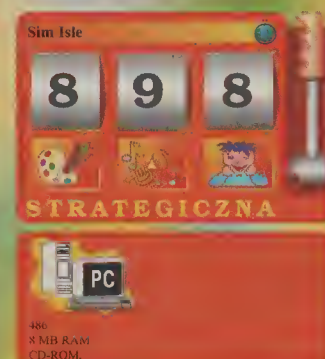 Sim Isle
8 9 8
STRATEGICZNA
PC
486
8 MB RAM
CD-ROM,